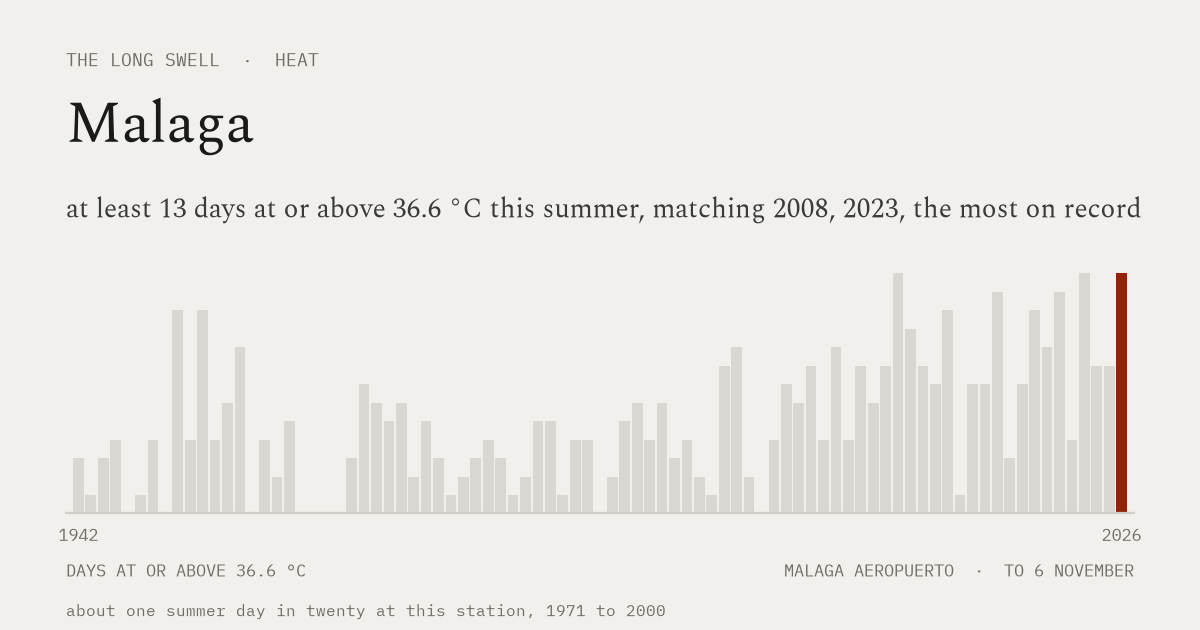 THE LONG SWELL · HEAT
Malaga
at least 13 days at or above 36.6 °C this summer, matching 2008, 2023, the most on record
1942 2026
DAYS AT OR ABOVE 36.6 °C MALAGA AEROPUERTO · TO 6 NOVEMBER
about one summer day in twenty at this station, 1971 to 2000